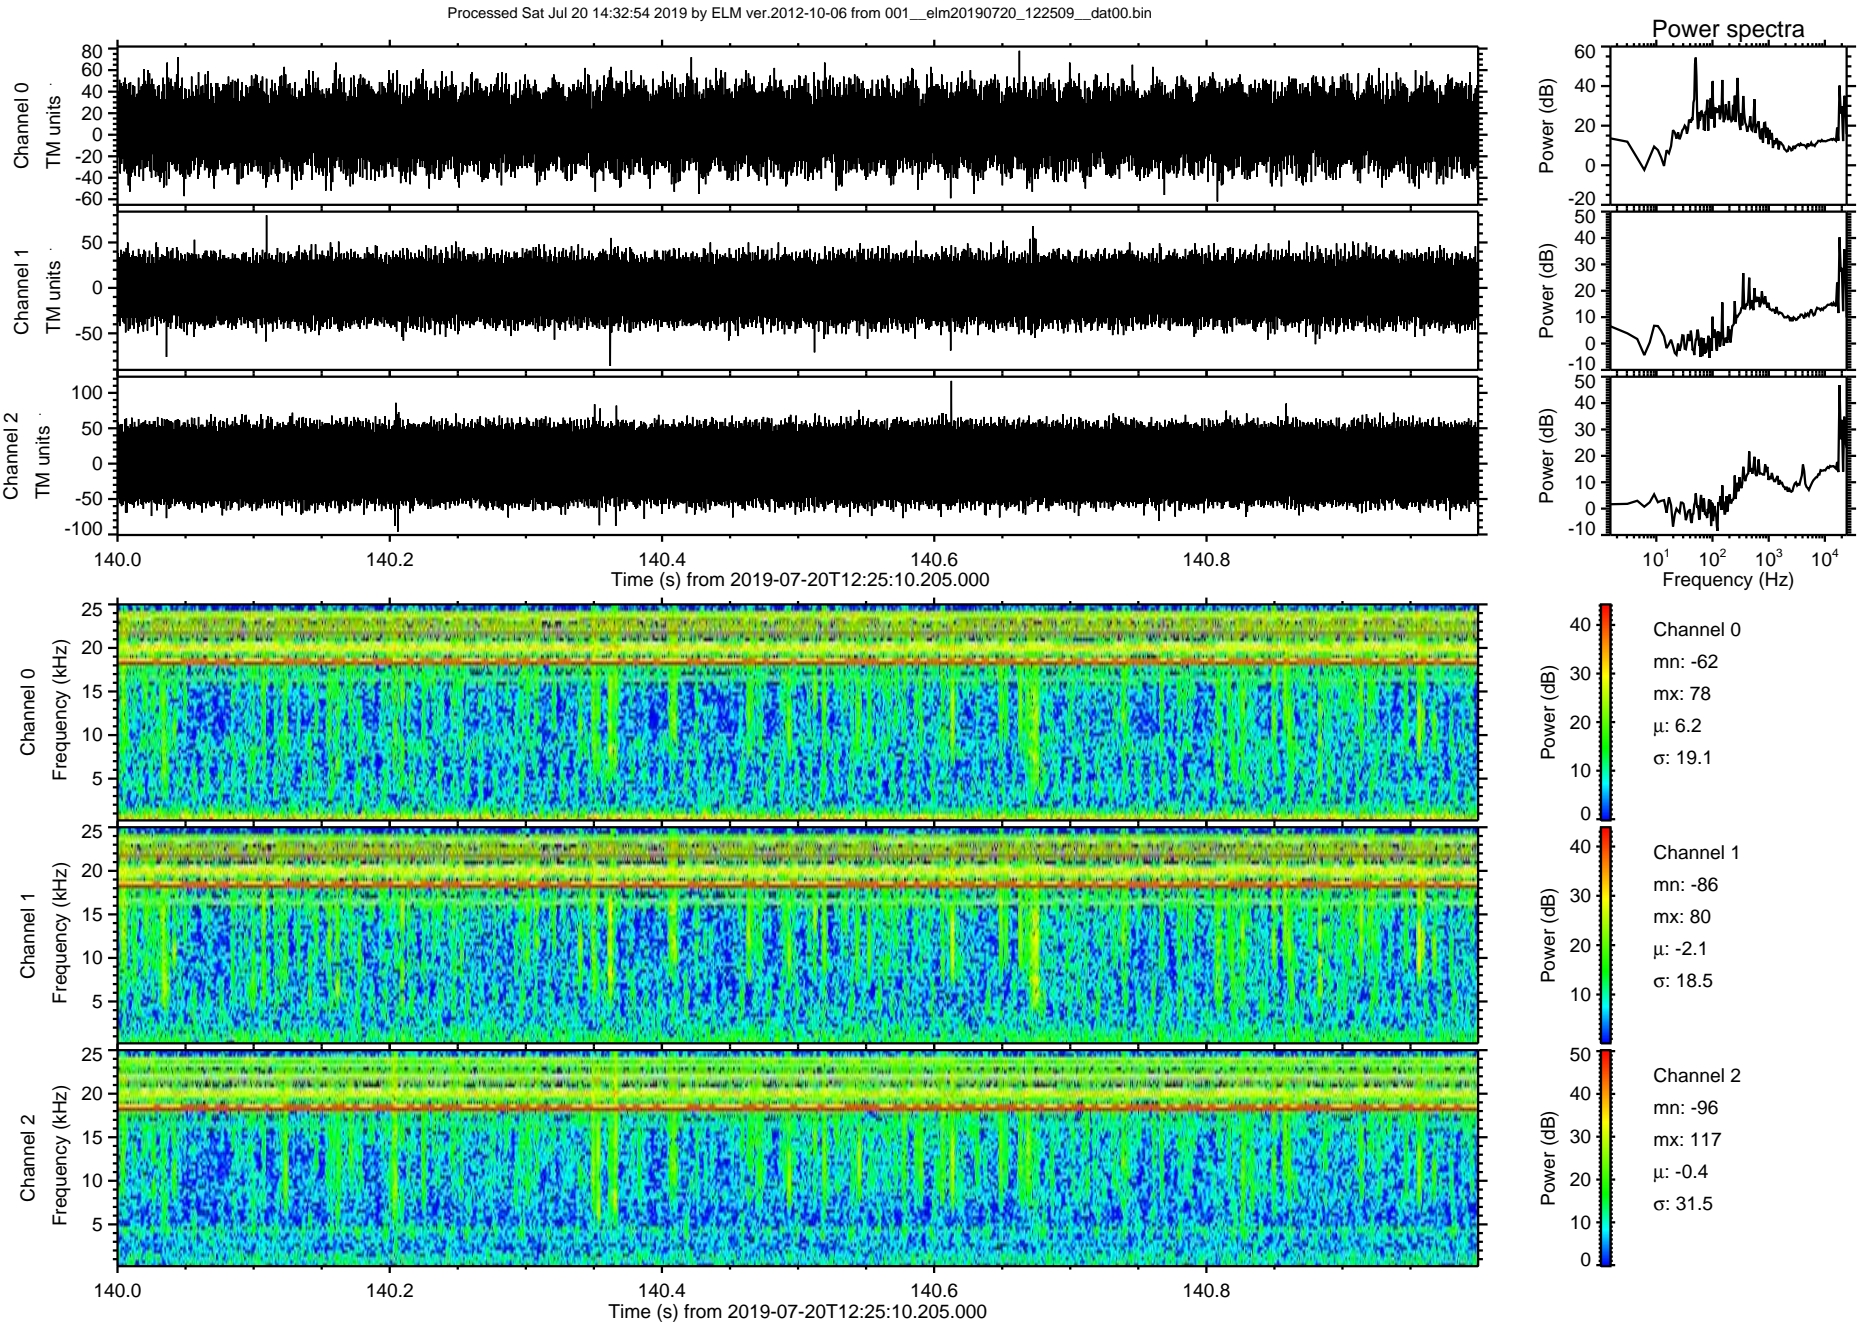 Processed Sat Jul 20 14:32:54 2019 by ELM ver.2012-10-06 from 001__elm20190720_122509__dat00.bin
Power spectra
Channel 0
TM units
80
60
40
20
0
-20
-40
-60
Power (dB)
60
40
20
0
-20
Channel 1
TM units
50
0
-50
Power (dB)
50
40
30
20
10
0
-10
Channel 2
TM units
100
50
0
-50
-100
Power (dB)
50
40
30
20
10
0
-10
140.0 140.2 140.4 140.6 140.8
Time (s) from 2019-07-20T12:25:10.205.000
10¹ 10² 10³ 10⁴
Frequency (Hz)
Channel 0
Frequency (kHz)
25
20
15
10
5
Power (dB)
40
30
20
10
0
Channel 0
mn: -62
mx: 78
μ: 6.2
σ: 19.1
Channel 1
Frequency (kHz)
25
20
15
10
5
Power (dB)
40
30
20
10
Channel 1
mn: -86
mx: 80
μ: -2.1
σ: 18.5
Channel 2
Frequency (kHz)
25
20
15
10
5
Power (dB)
50
40
30
20
10
0
Channel 2
mn: -96
mx: 117
μ: -0.4
σ: 31.5
140.0 140.2 140.4 140.6 140.8
Time (s) from 2019-07-20T12:25:10.205.000